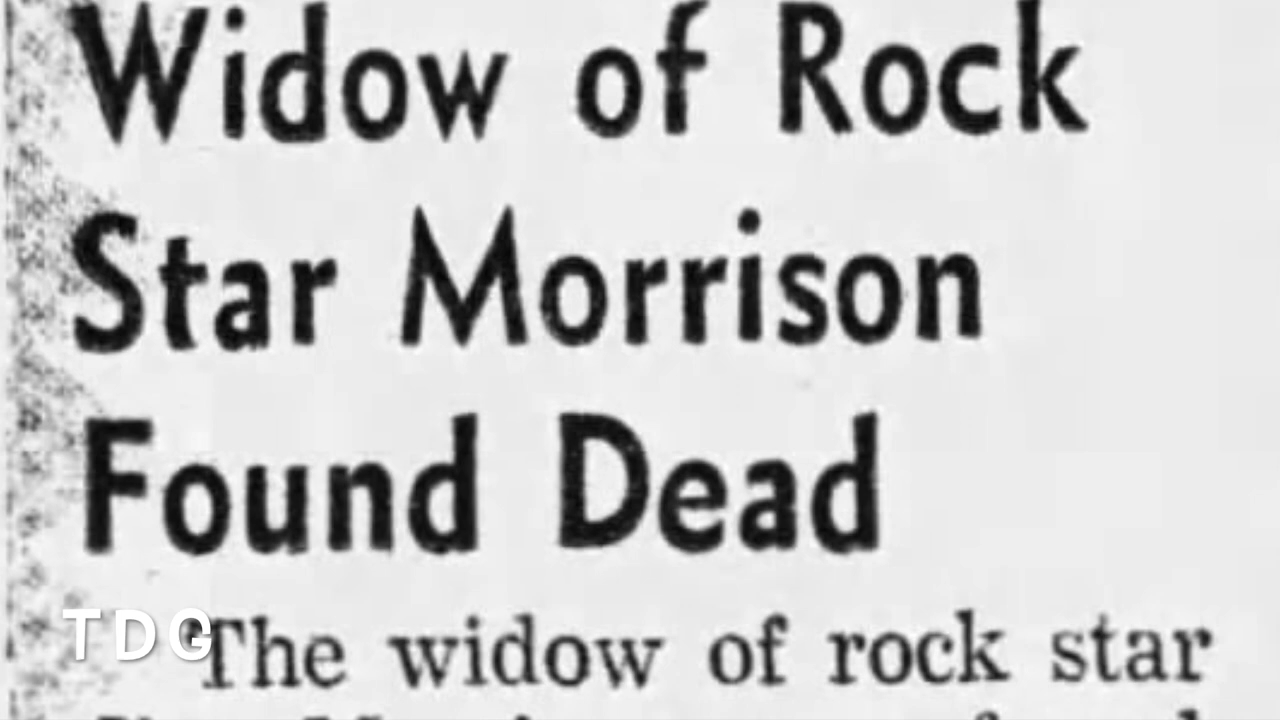 Widow of Rock
Star Morrison
Found Dead
TDG
The widow of rock star